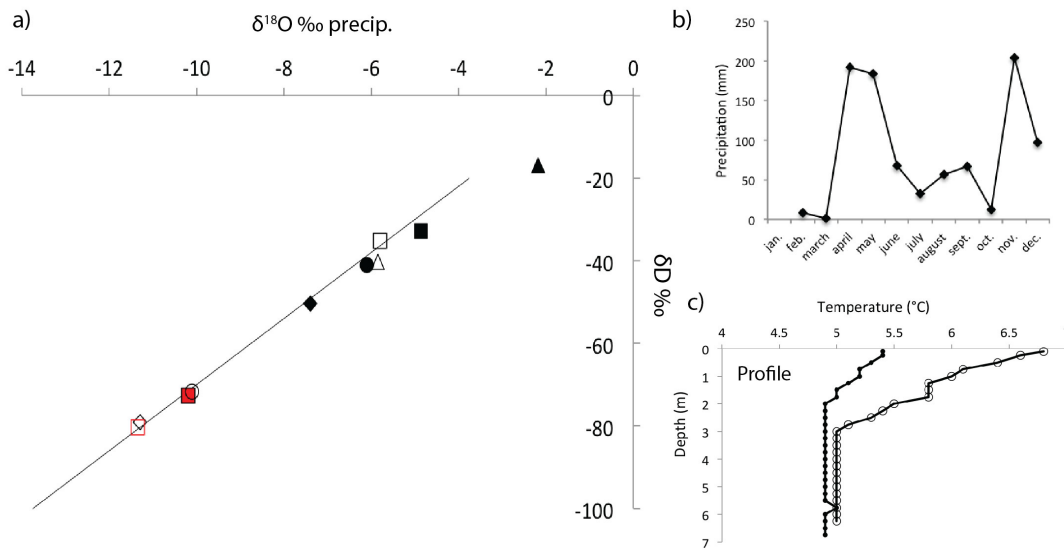 a)
δ¹⁸O ‰ precip.
-14 -12 -10 -8 -6 -4 -2 0
0
-20
-40
-60
-80
-100
δD ‰
b)
Precipitation (mm)
250
200
150
100
50
0
jan. feb. march april may june july august sept. oct. nov. dec.
c)
Temperature (°C)
4 4.5 5 5.5 6 6.5
Profile
Depth (m)
0
1
2
3
4
5
6
7